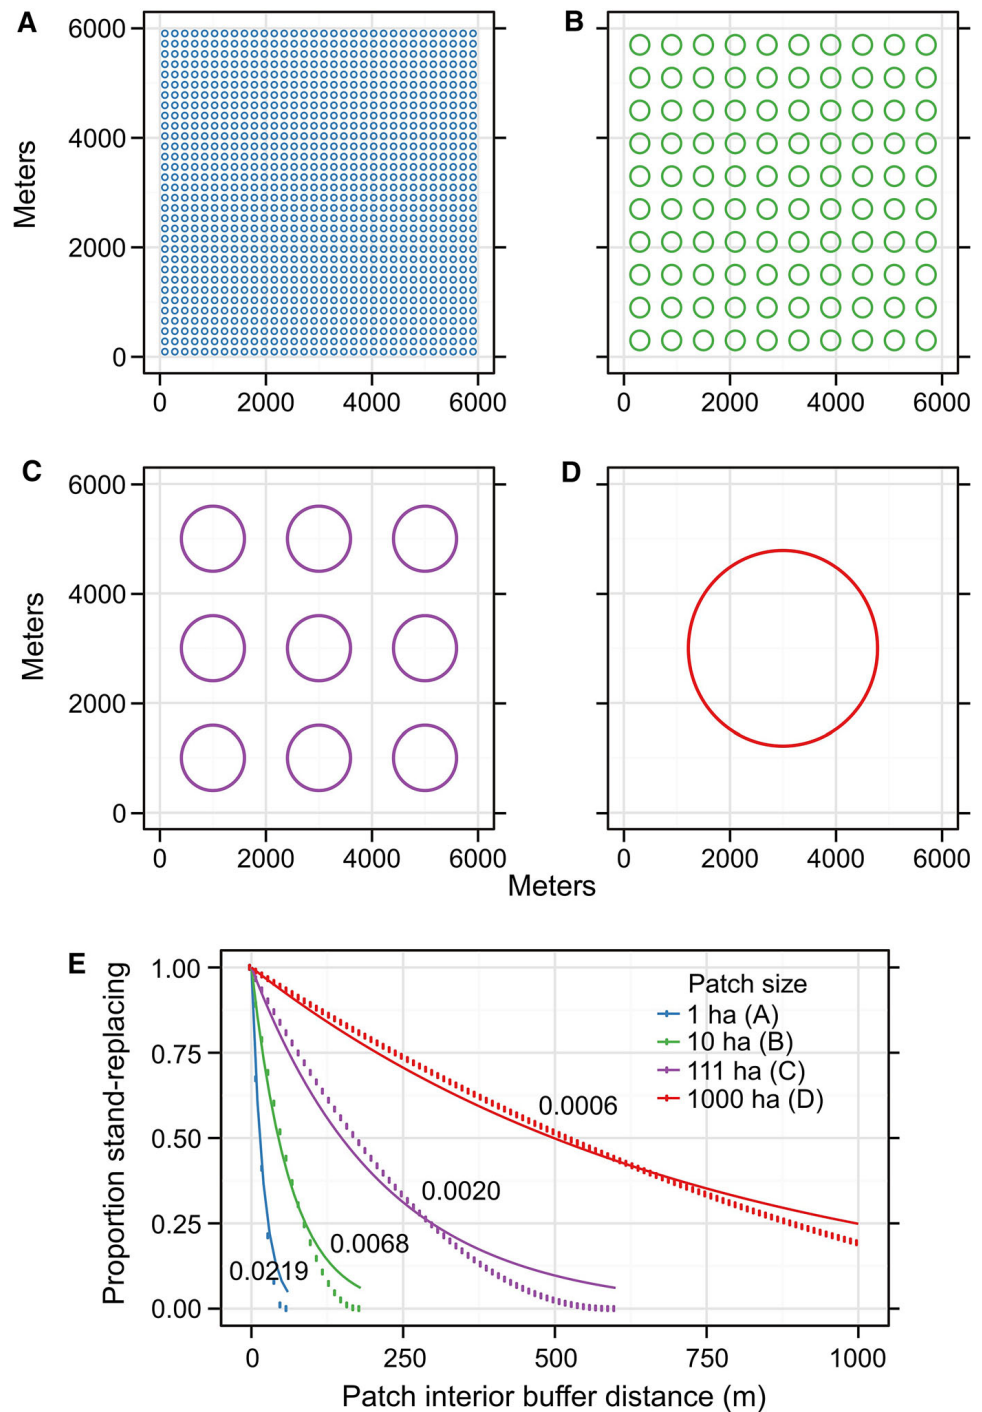 A
B
6000
4000
2000
0
Meters
0 2000 4000 6000
0 2000 4000 6000
C
D
6000
4000
2000
0
Meters
0 2000 4000 6000
0 2000 4000 6000
Meters
E
Proportion stand-replacing
1.00
0.75
0.50
0.25
0.00
Patch size
1 ha (A)
10 ha (B)
111 ha (C)
1000 ha (D)
0.0006
0.0020
0.0068
0.0219
0 250 500 750 1000
Patch interior buffer distance (m)